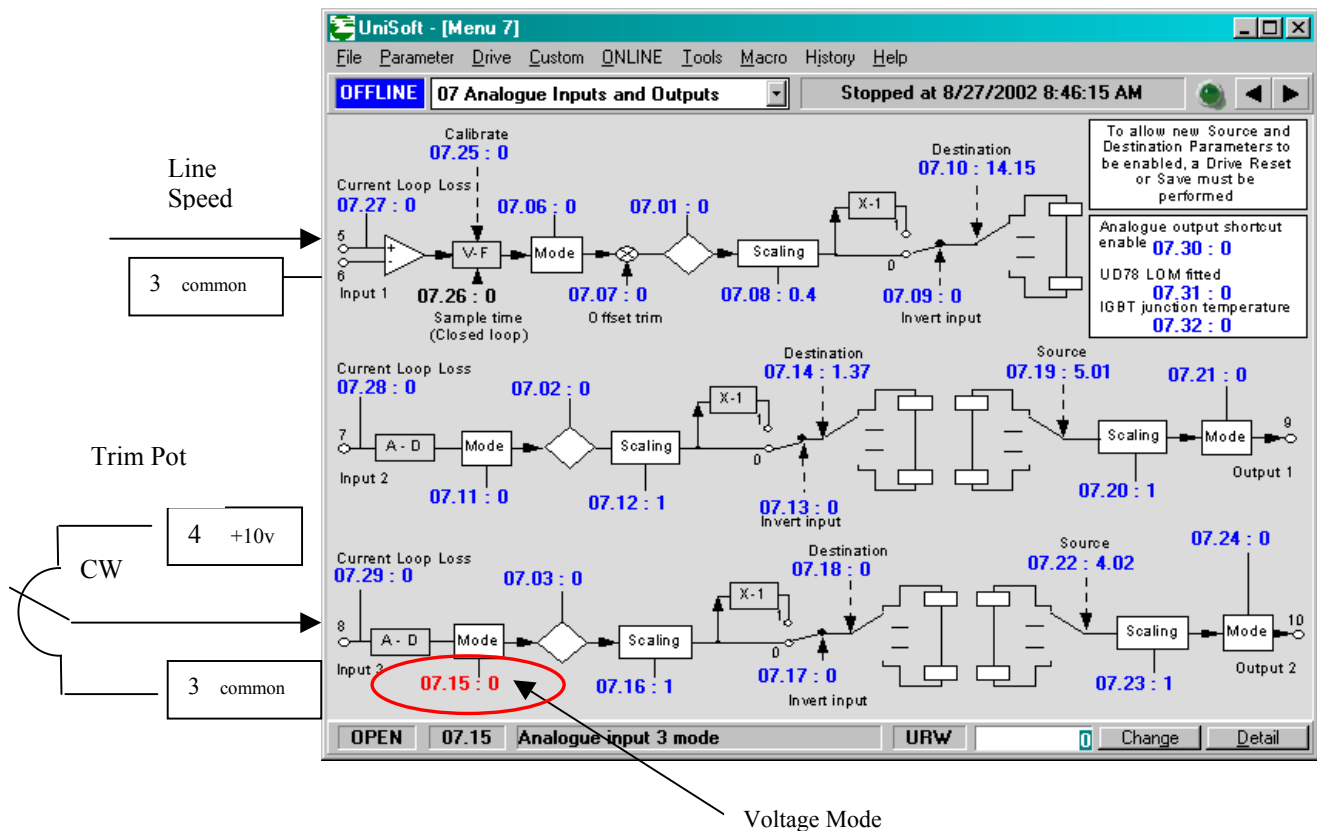 UniSoft - [Menu 7]
File Parameter Drive Custom ONLINE Tools Macro History Help
OFFLINE 07 Analogue Inputs and Outputs Stopped at 8/27/2002 8:46:15 AM
Line
Speed
3 common
Calibrate
07.25 : 0
Current Loop Loss
07.27 : 0
07.06 : 0
07.01 : 0
Destination
07.10 : 14.15
X-1
1
5
+
-
6
V-F
Mode
Scaling
0
Input 1
07.26 : 0
Sample time
(Closed loop)
07.07 : 0
Offset trim
07.08 : 0.4
07.09 : 0
Invert input
To allow new Source and
Destination Parameters to
be enabled, a Drive Reset
or Save must be
performed
Analogue output shortcut
enable 07.30 : 0
UD78 LOM fitted
07.31 : 0
IGBT junction temperature
07.32 : 0
Current Loop Loss
07.28 : 0
07.02 : 0
Destination
07.14 : 1.37
X-1
1
7
A - D
Mode
Scaling
0
Input 2
07.11 : 0
07.12 : 1
07.13 : 0
Invert input
Source
07.19 : 5.01
07.21 : 0
Scaling
Mode
9
Output 1
07.20 : 1
Trim Pot
4 +10v
CW
3 common
Current Loop Loss
07.29 : 0
07.03 : 0
Destination
07.18 : 0
X-1
1
8
A - D
Mode
Scaling
0
Input 3
07.15 : 0
07.16 : 1
07.17 : 0
Invert input
Source
07.22 : 4.02
07.24 : 0
Scaling
Mode
10
Output 2
07.23 : 1
OPEN 07.15 Analogue input 3 mode URW 0 Change Detail
Voltage Mode